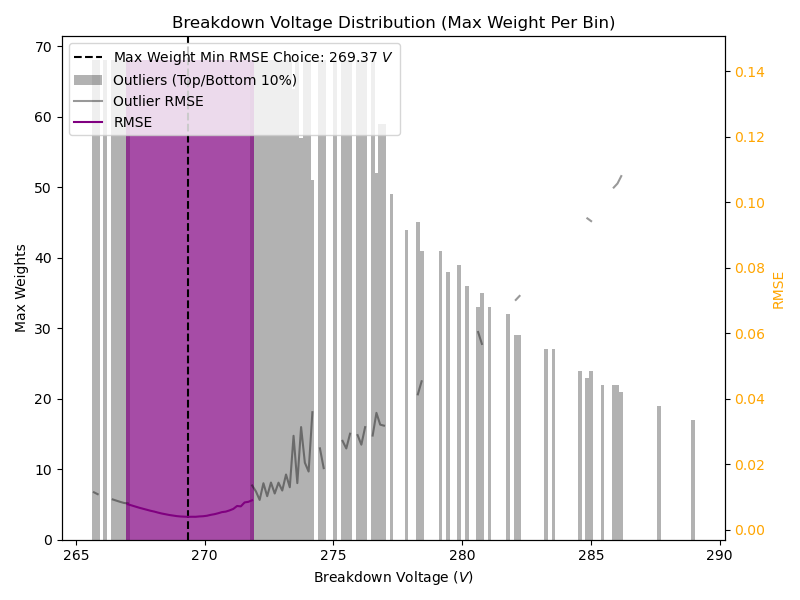 Breakdown Voltage Distribution (Max Weight Per Bin)
Max Weight Min RMSE Choice: 269.37 V
Outliers (Top/Bottom 10%)
Outlier RMSE
RMSE
Max Weights
70
60
50
40
30
20
10
0
0.14
0.12
0.10
0.08
0.06
0.04
0.02
0.00
RMSE
265 270 275 280 285 290
Breakdown Voltage (V)